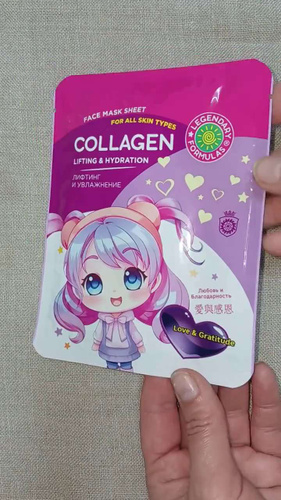 FACE MASK SHEET
FOR ALL SKIN TYPES
COLLAGEN
LIFTING & HYDRATION
ЛИФТИНГ
И УВЛАЖНЕНИЕ
LEGENDARY
FORMULAS
®
Любовь и
благодарность
愛與感恩
Love & Gratitude